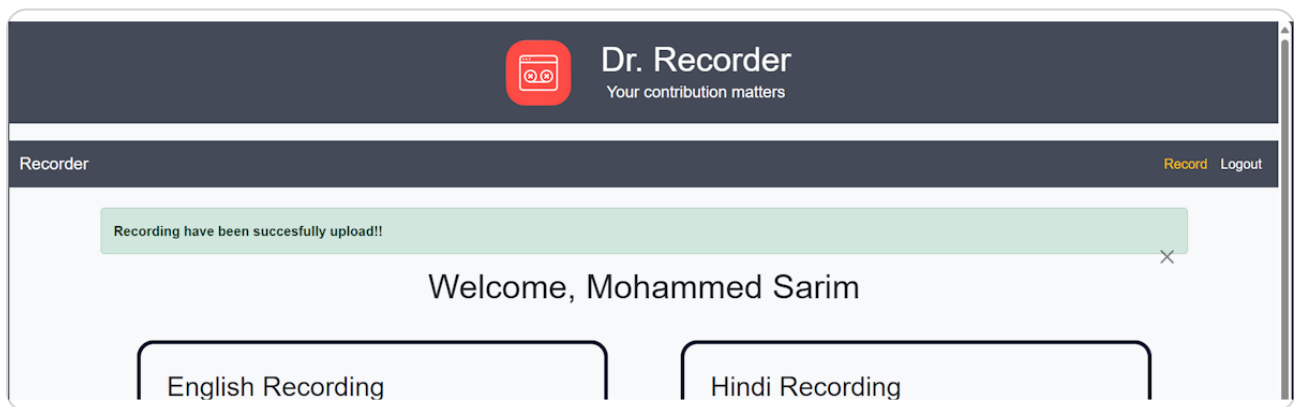 Dr. Recorder
Your contribution matters
Recorder
Record Logout
Recording have been succesfully upload!!
Welcome, Mohammed Sarim
English Recording
Hindi Recording